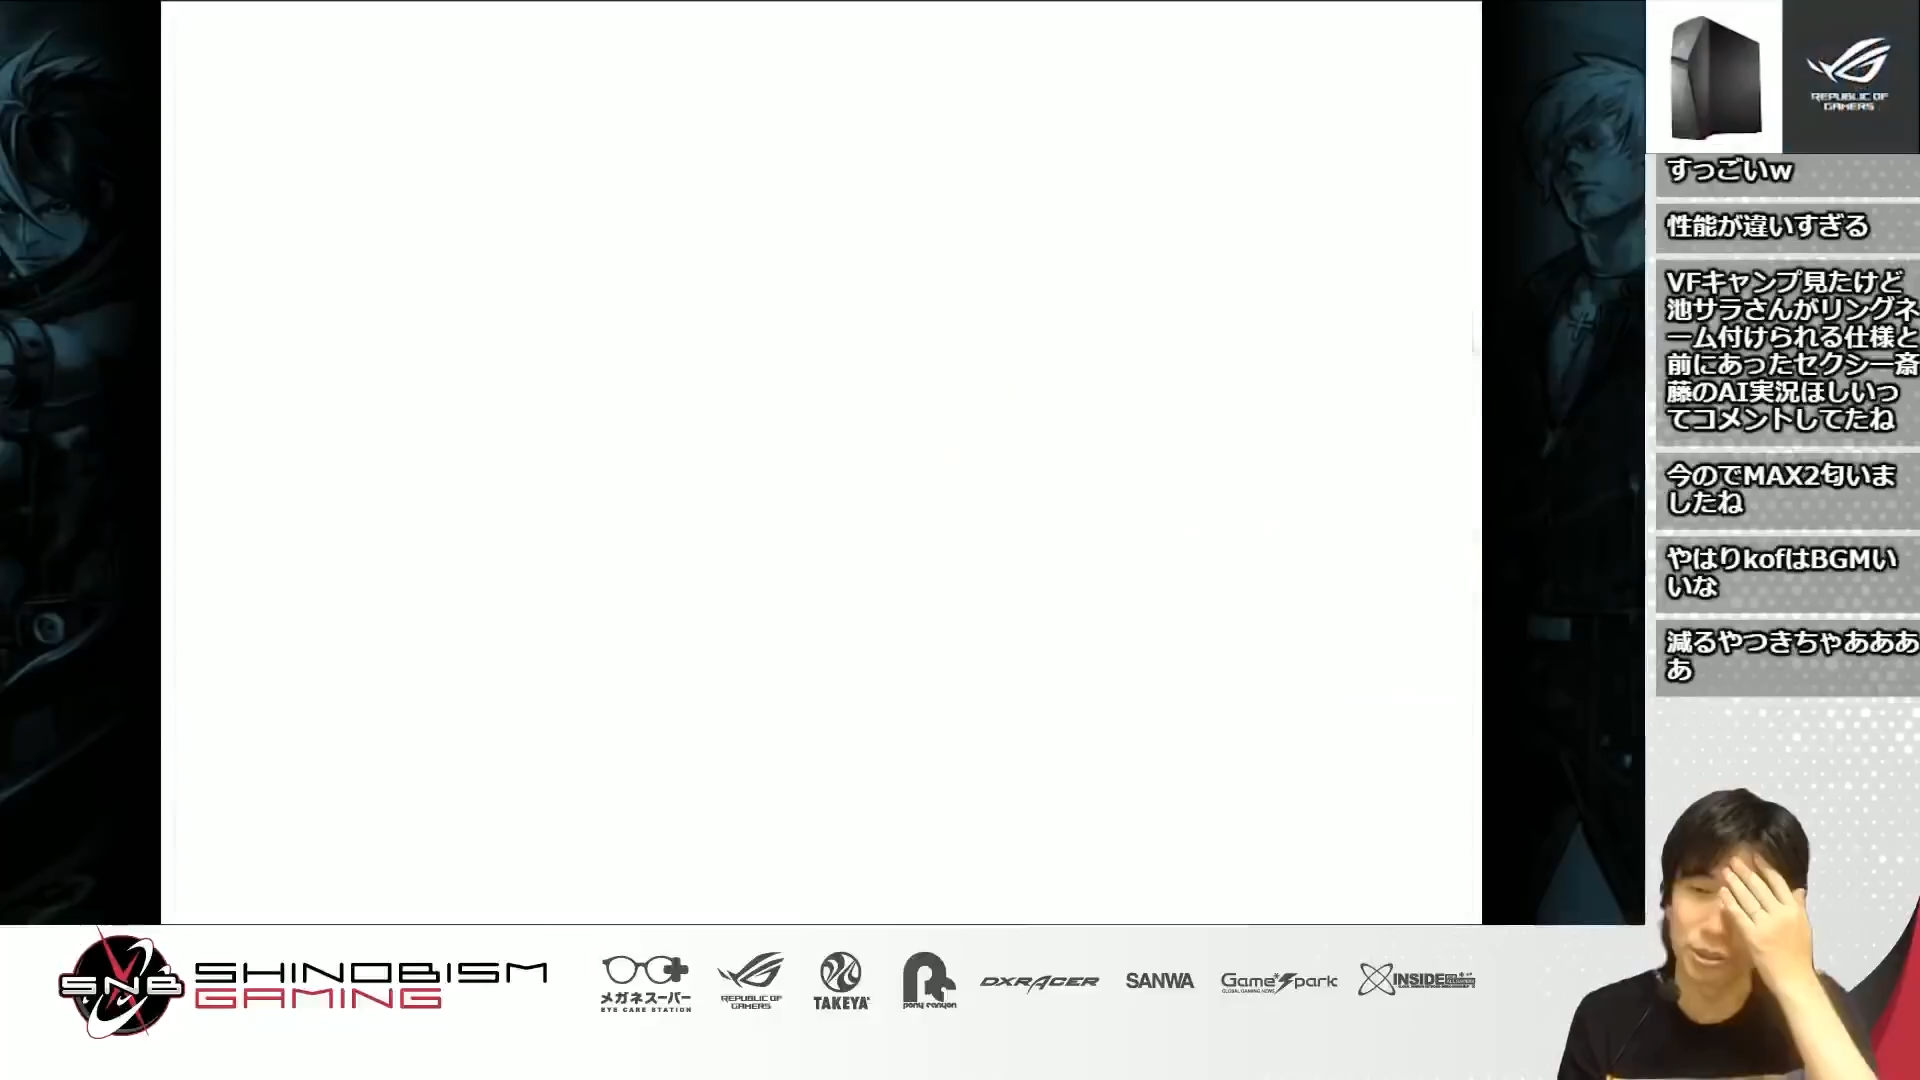 REPUBLIC OF
GAMERS
すっごいw
性能が違いすぎる
VFキャンプ見たけど
池サラさんがリングネ
ーム付けられる仕様と
前にあったセクシー斎
藤のAI実況ほしいっ
てコメントしてたね
今のでMAX2匂いま
したね
やはりkofはBGMい
いな
減るやつきちゃあああ
あ
SNB
SHINOBISM
GAMING
メガネスーパー
EYE CARE STATION
REPUBLIC OF
GAMERS
TAKEYA
pony canyon
DXRACER
SANWA
Game Spark
INSIDE